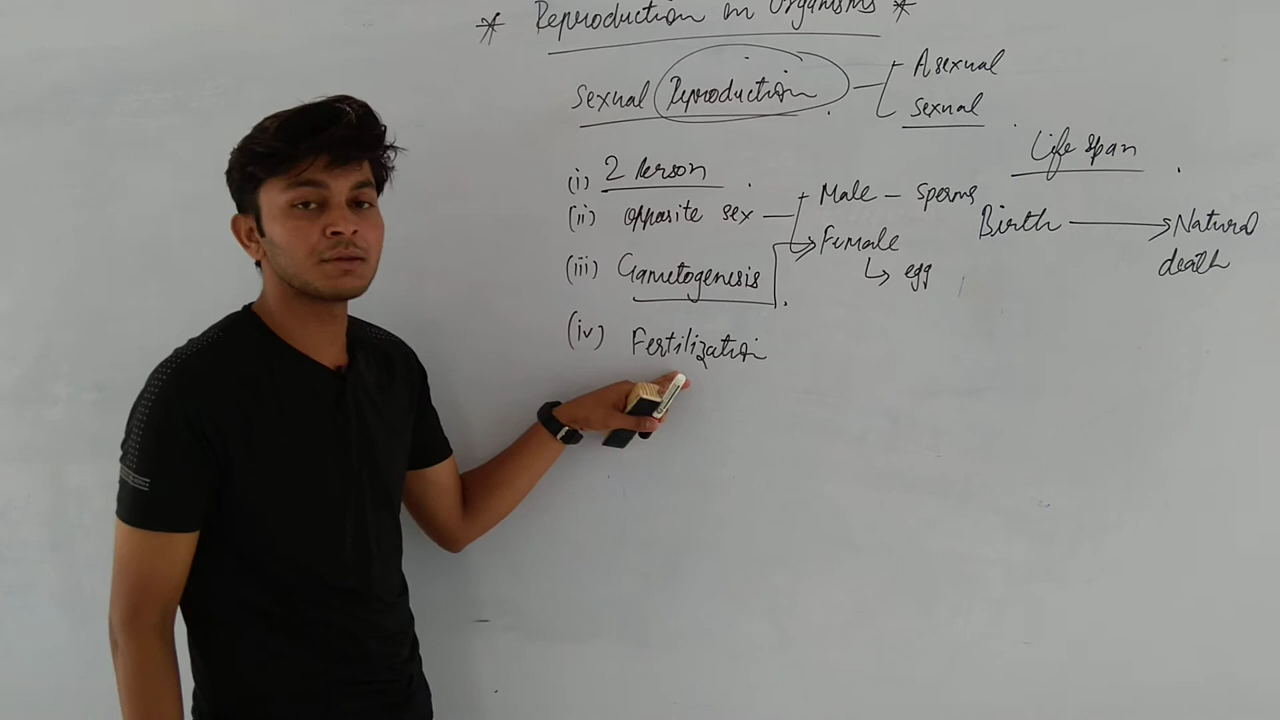 * Reproduction in Organisms *
Sexual Reproduction
Asexual
Sexual
(i) 2 Person
(ii) opposite sex
Male - Sperms
Female
egg
(iii) Gametogenesis
(iv) Fertilization
Life span
Birth → Natural
death